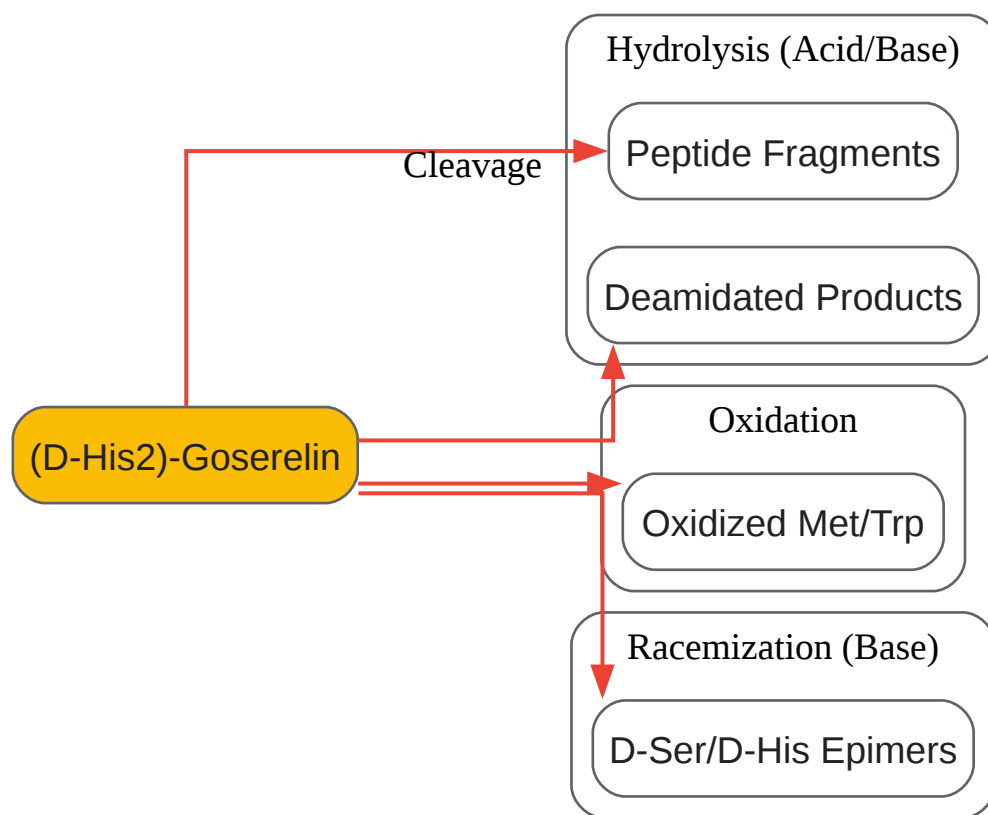 Hydrolysis (Acid/Base)
Peptide Fragments
Cleavage
Deamidated Products
(D-His2)-Goserelin
Oxidation
Oxidized Met/Trp
Racemization (Base)
D-Ser/D-His Epimers